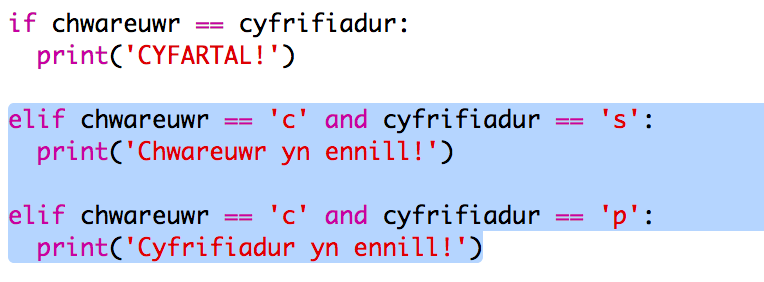 if chwareuwr == cyfrifiadur:
  print('CYFARTAL!')

elif chwareuwr == 'c' and cyfrifiadur == 's':
  print('Chwareuwr yn ennill!')

elif chwareuwr == 'c' and cyfrifiadur == 'p':
  print('Cyfrifiadur yn ennill!')